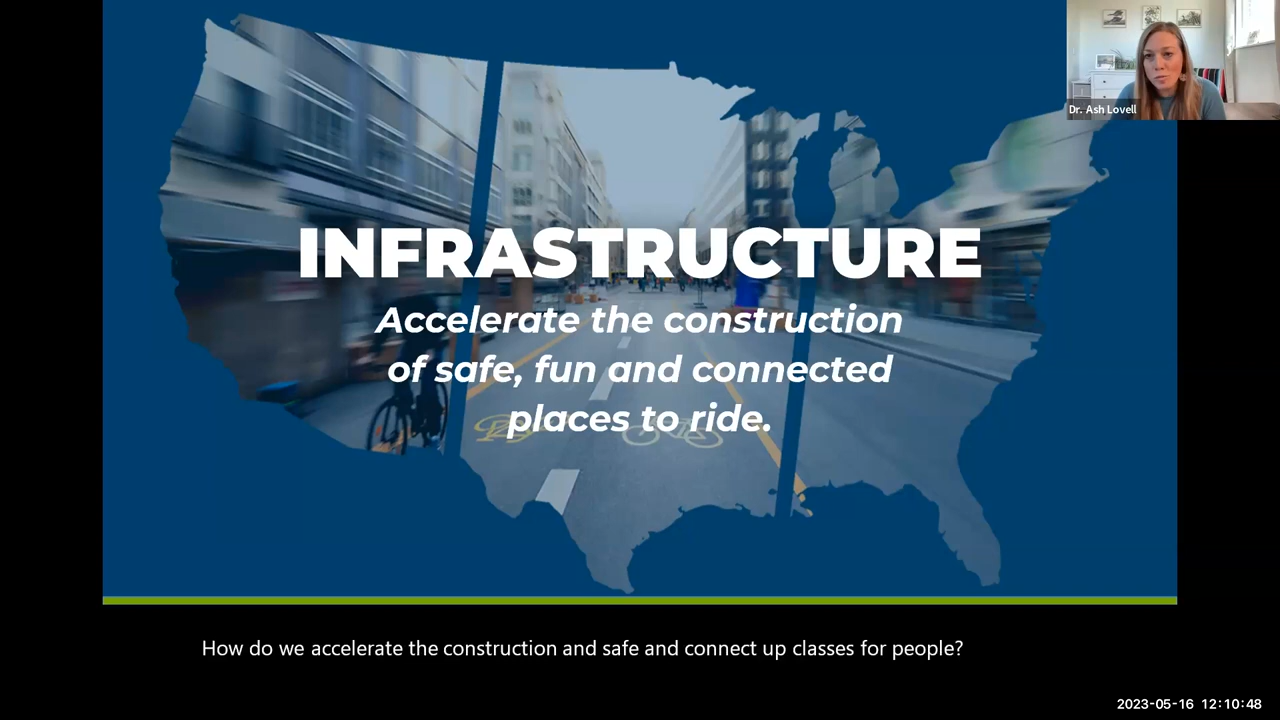 Dr. Ash Lovell
INFRASTRUCTURE
Accelerate the construction
of safe, fun and connected
places to ride.
How do we accelerate the construction and safe and connect up classes for people?
2023-05-16 12:10:48